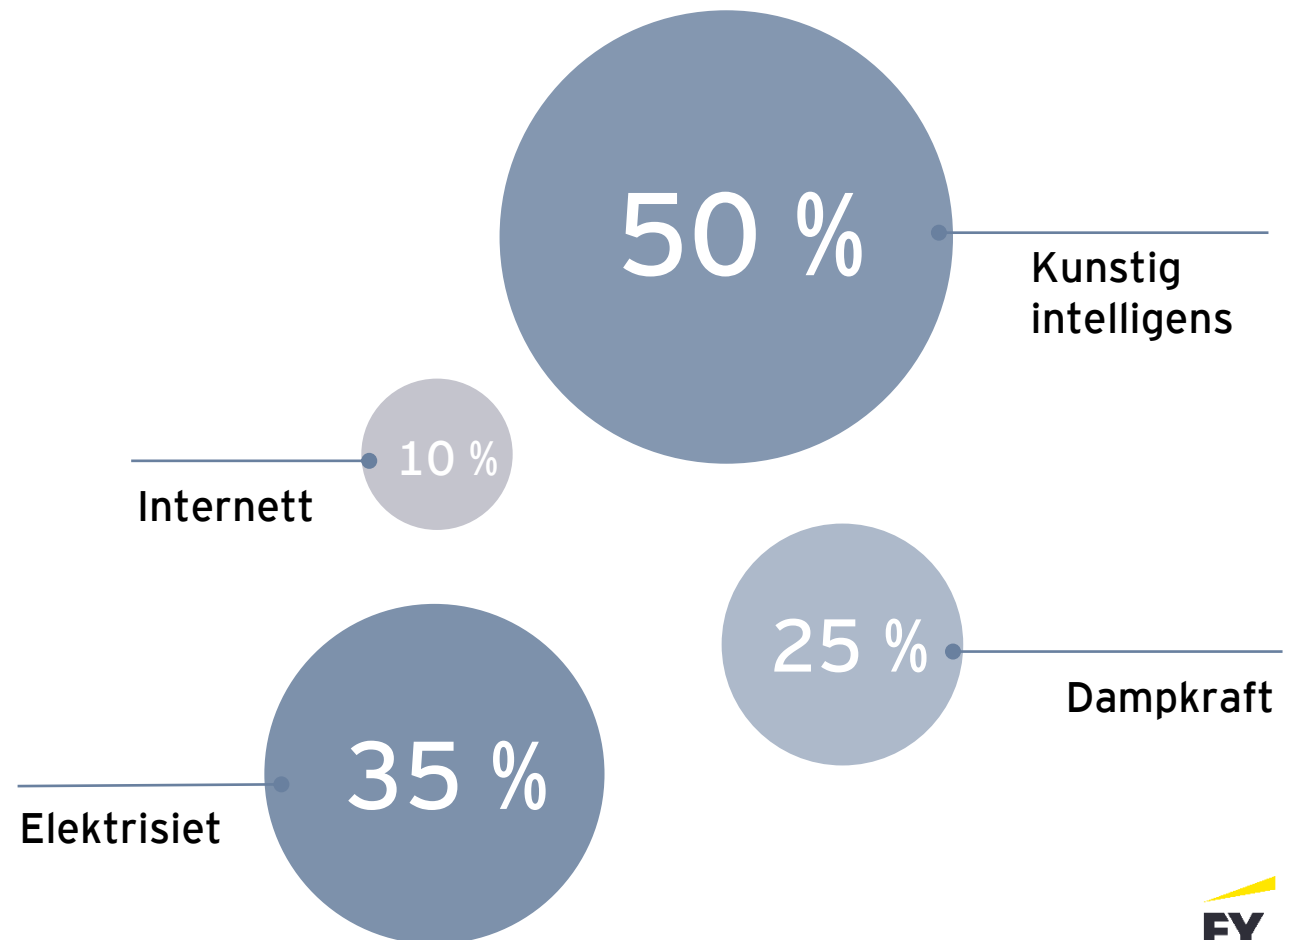 50 %
Kunstig
intelligens
10 %
Internett
25 %
Dampkraft
35 %
Elektrisiet
EY